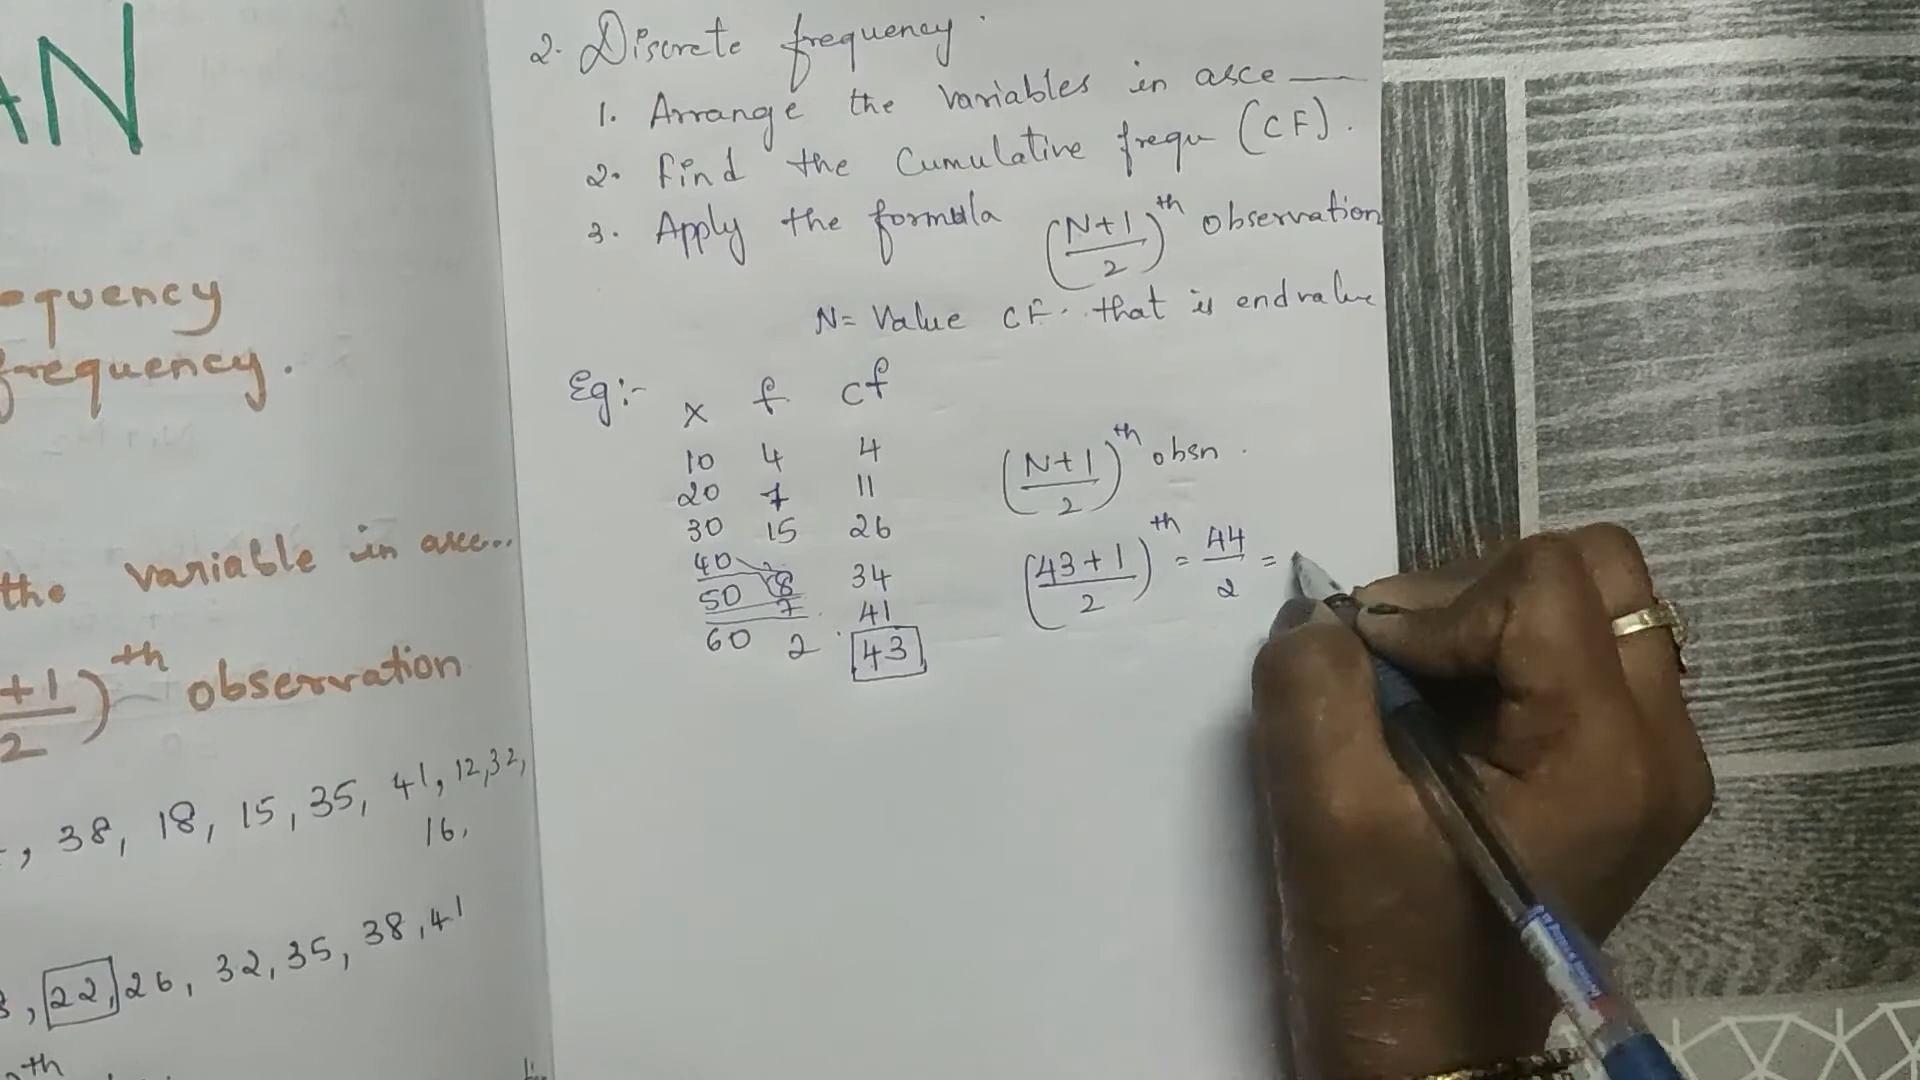 AN
equency
frequency.
the variable in asce...
+1/2)th observation
, 38, 18, 15, 35, 41, 12, 32,
16.
, 22, 26, 32, 35, 38, 41
th
2. Discrete frequency.
1. Arrange the variables in asce
2. find the Cumulative frequ (CF).
3. Apply the formula (N+1/2)th observation
N= Value CF. that is end value
Eg:-
x f cf
10 4 4
20 7 11
30 15 26
40 8 34
50 7 41
60 2 43
(N+1/2)th obsn.
(43+1/2)th = 44/2 =